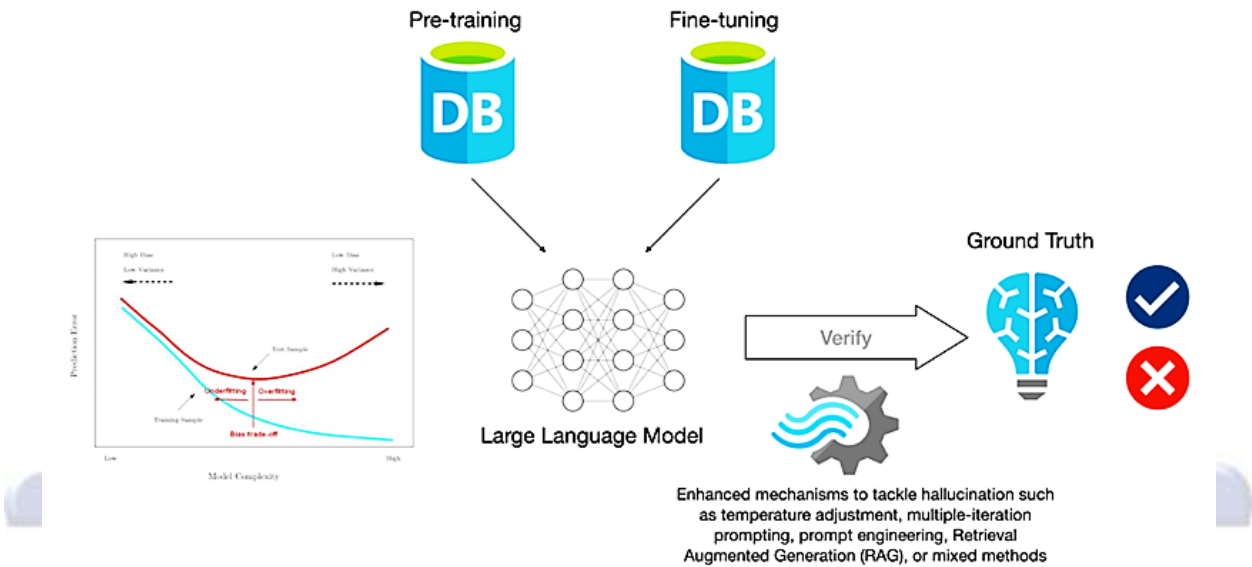 Pre-training
Fine-tuning
DB
DB
High Bias
Low Variance
Low Bias
High Variance
Prediction Error
Test Sample
Underfitting
Overfitting
Training Sample
Bias trade-off
Low
High
Model Complexity
Large Language Model
Verify
Ground Truth
Enhanced mechanisms to tackle hallucination such
as temperature adjustment, multiple-iteration
prompting, prompt engineering, Retrieval
Augmented Generation (RAG), or mixed methods